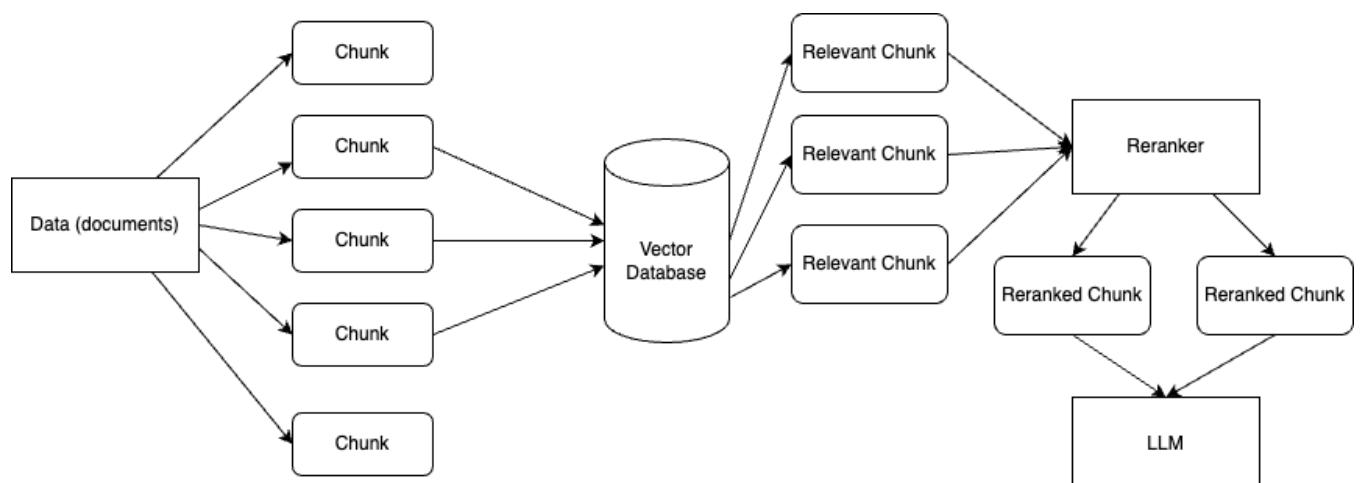 Data (documents)
Chunk
Chunk
Chunk
Chunk
Chunk
Vector
Database
Relevant Chunk
Relevant Chunk
Relevant Chunk
Reranker
Reranked Chunk
Reranked Chunk
LLM